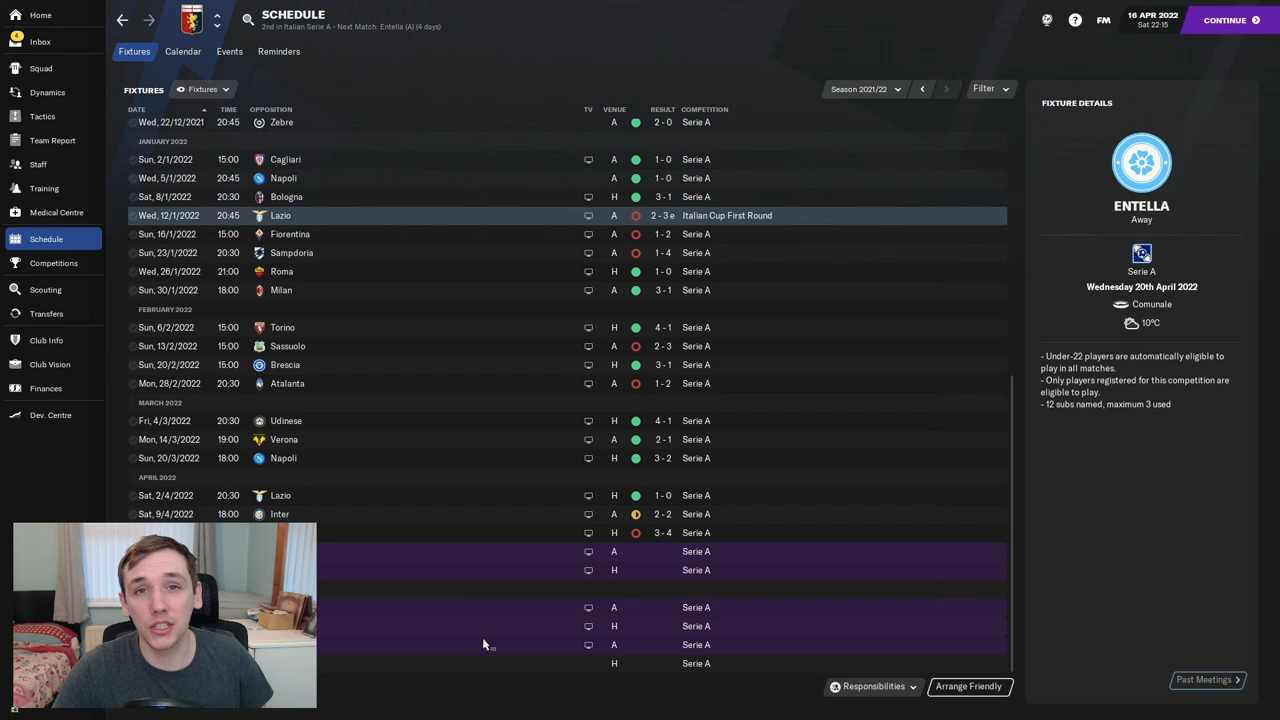 Home
4
Inbox
Squad
Dynamics
Tactics
Team Report
Staff
Training
Medical Centre
Schedule
Competitions
Scouting
Transfers
Club Info
Club Vision
Finances
Dev. Centre
SCHEDULE
2nd in Italian Serie A - Next Match: Entella (A) (4 days)
FM
16 APR 2022
Sat 22:15
CONTINUE
Fixtures Calendar Events Reminders
FIXTURES Fixtures Season 2021/22 Filter
DATE TIME OPPOSITION TV VENUE RESULT COMPETITION
Wed, 22/12/2021 20:45 Zebre A 2 - 0 Serie A
JANUARY 2022
Sun, 2/1/2022 15:00 Cagliari A 1 - 0 Serie A
Wed, 5/1/2022 20:45 Napoli A 1 - 0 Serie A
Sat, 8/1/2022 20:30 Bologna H 3 - 1 Serie A
Wed, 12/1/2022 20:45 Lazio A 2 - 3 e Italian Cup First Round
Sun, 16/1/2022 15:00 Fiorentina A 1 - 2 Serie A
Sun, 23/1/2022 20:30 Sampdoria A 1 - 4 Serie A
Wed, 26/1/2022 21:00 Roma H 1 - 0 Serie A
Sun, 30/1/2022 18:00 Milan A 3 - 1 Serie A
FEBRUARY 2022
Sun, 6/2/2022 15:00 Torino H 4 - 1 Serie A
Sun, 13/2/2022 15:00 Sassuolo A 2 - 3 Serie A
Sun, 20/2/2022 15:00 Brescia H 3 - 1 Serie A
Mon, 28/2/2022 20:30 Atalanta A 1 - 2 Serie A
MARCH 2022
Fri, 4/3/2022 20:30 Udinese H 4 - 1 Serie A
Mon, 14/3/2022 19:00 Verona A 2 - 1 Serie A
Sun, 20/3/2022 18:00 Napoli H 3 - 2 Serie A
APRIL 2022
Sat, 2/4/2022 20:30 Lazio H 1 - 0 Serie A
Sat, 9/4/2022 18:00 Inter A 2 - 2 Serie A
H 3 - 4 Serie A
A Serie A
H Serie A
A Serie A
H Serie A
A Serie A
H Serie A
Responsibilities Arrange Friendly
FIXTURE DETAILS
ENTELLA
Away
Serie A
Wednesday 20th April 2022
Comunale
10°C
- Under-22 players are automatically eligible to
play in all matches.
- Only players registered for this competition are
eligible to play.
- 12 subs named, maximum 3 used
Past Meetings